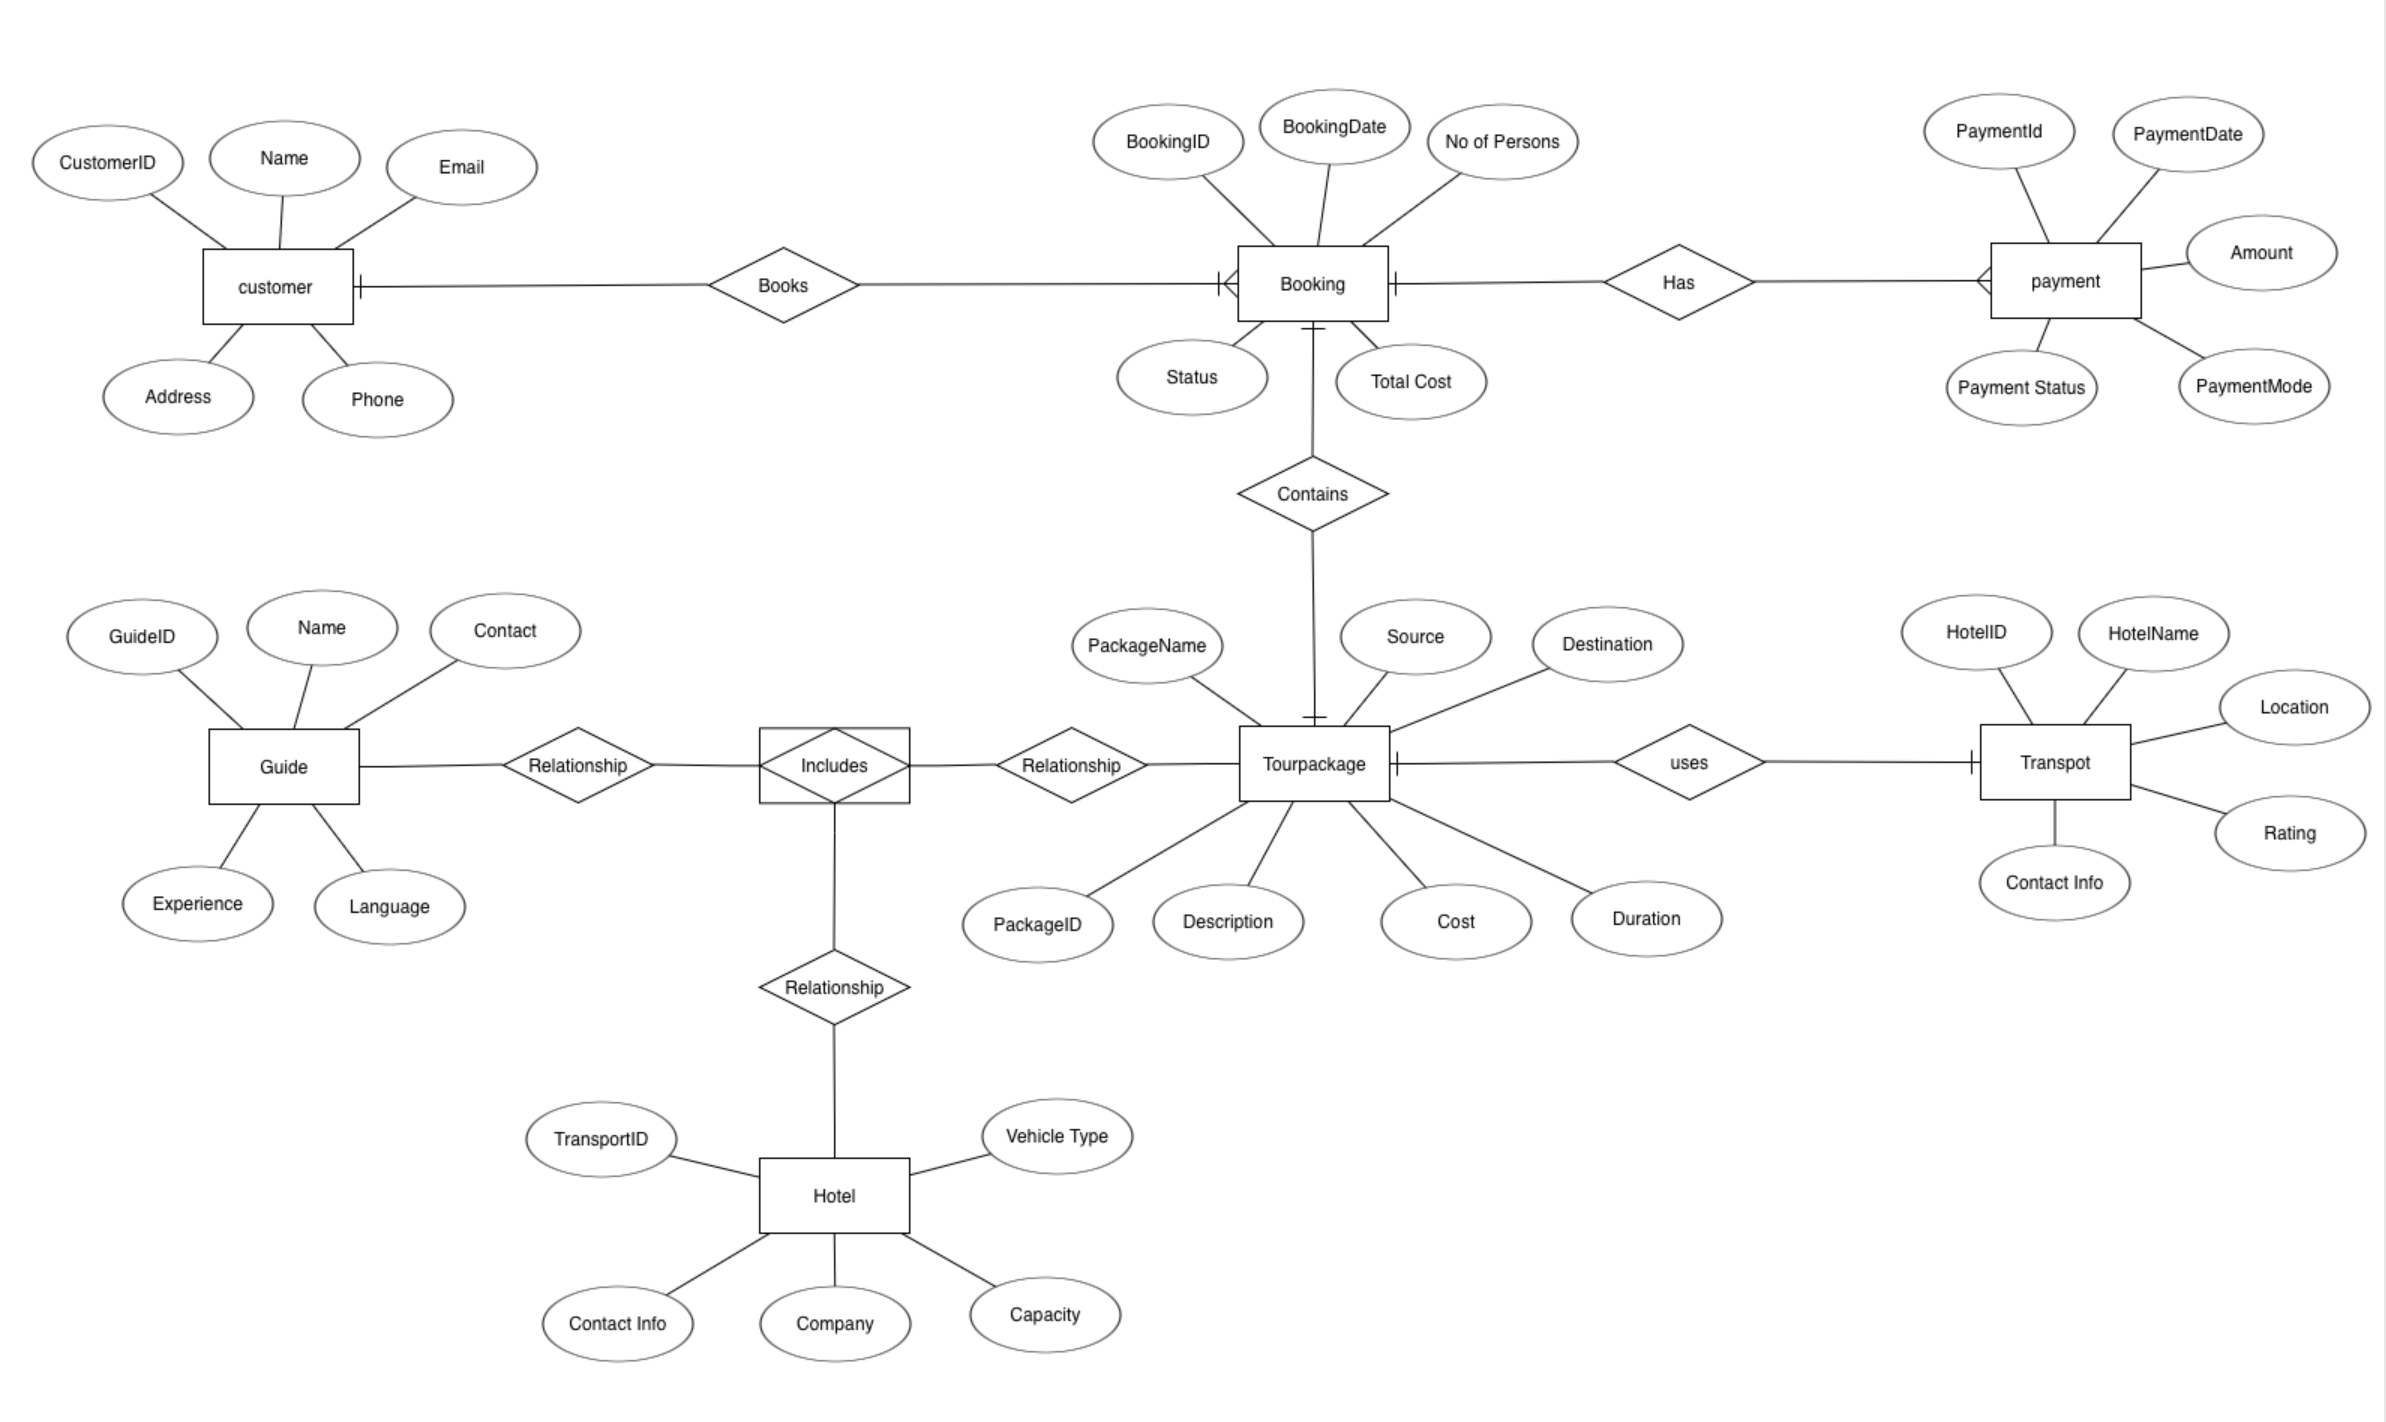 CustomerID
Name
Email
customer
Address
Phone
Books
BookingID
BookingDate
No of Persons
Booking
Status
Total Cost
Has
PaymentId
PaymentDate
Amount
payment
Payment Status
PaymentMode
Contains
GuideID
Name
Contact
Guide
Experience
Language
Relationship
Includes
Relationship
PackageName
Source
Destination
Tourpackage
PackageID
Description
Cost
Duration
uses
HotelID
HotelName
Location
Transpot
Rating
Contact Info
Relationship
TransportID
Vehicle Type
Hotel
Contact Info
Company
Capacity